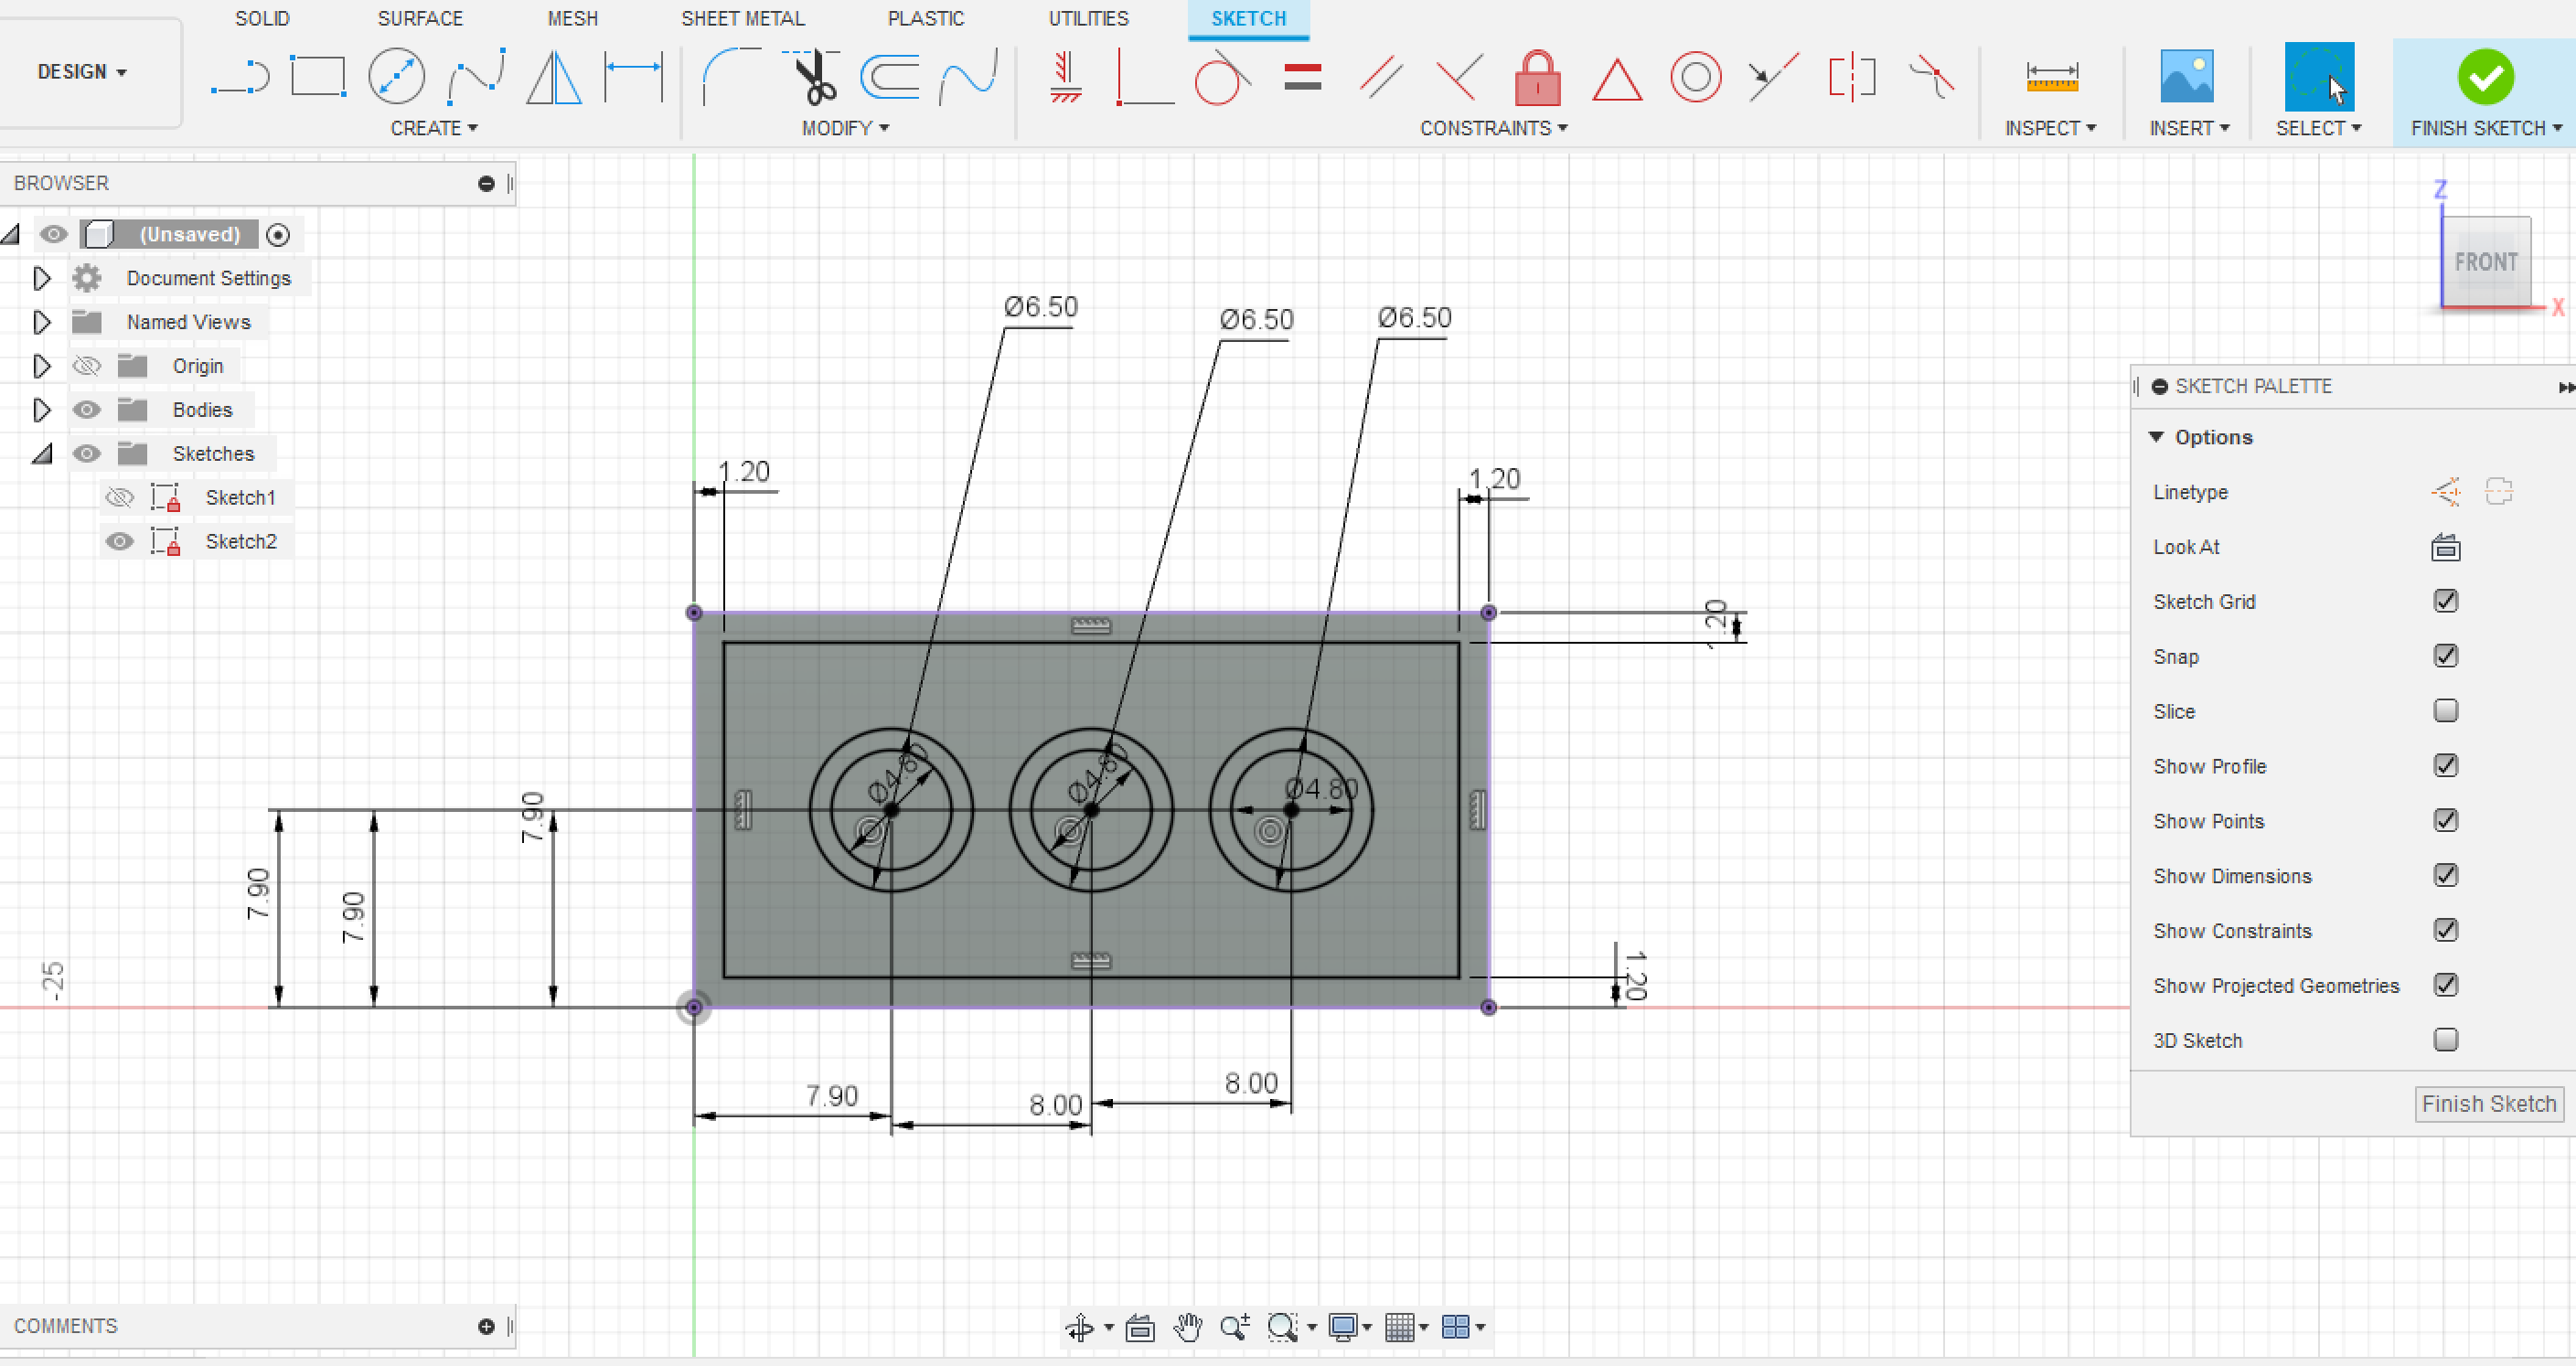 SOLID SURFACE MESH SHEET METAL PLASTIC UTILITIES SKETCH
DESIGN
CREATE MODIFY CONSTRAINTS INSPECT INSERT SELECT FINISH SKETCH
BROWSER
(Unsaved)
Document Settings
Named Views
Origin
Bodies
Sketches
Sketch1
Sketch2
Z
FRONT
X
Ø6.50 Ø6.50 Ø6.50
1.20 1.20
1.20
Ø4.80 Ø4.80 Ø4.80
7.90
7.90
7.90
-25
1.20
7.90 8.00 8.00
SKETCH PALETTE
Options
Linetype
Look At
Sketch Grid
Snap
Slice
Show Profile
Show Points
Show Dimensions
Show Constraints
Show Projected Geometries
3D Sketch
Finish Sketch
COMMENTS